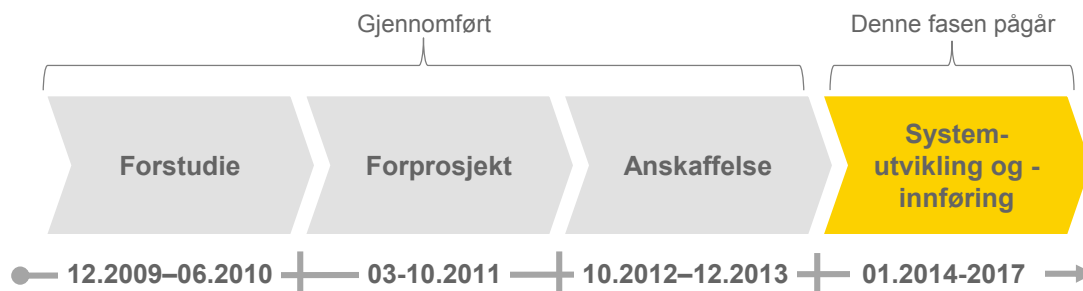 Gjennomført
Denne fasen pågår
Forstudie
Forprosjekt
Anskaffelse
System-
utvikling og -
innføring
12.2009–06.2010
03-10.2011
10.2012–12.2013
01.2014-2017